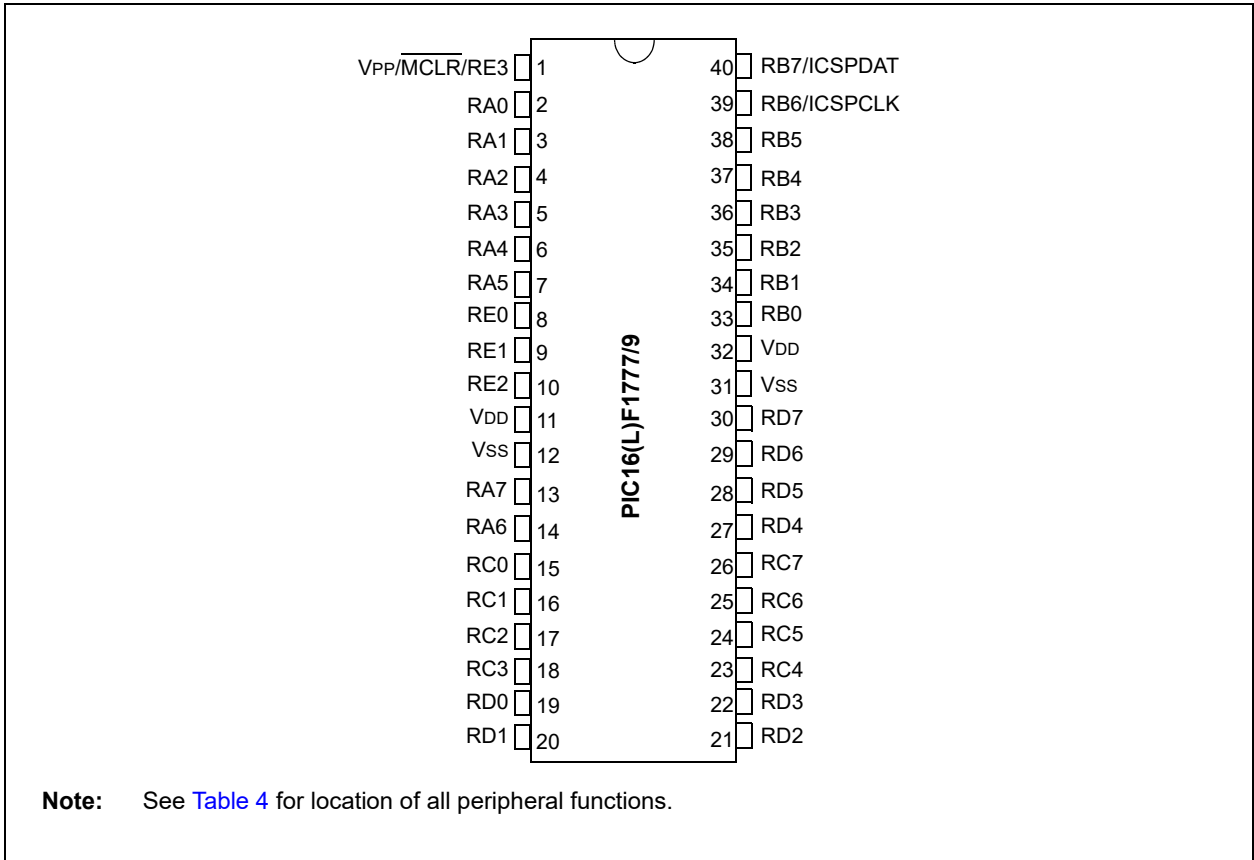 VPP/MCLR/RE3 1 40 RB7/ICSPDAT
RA0 2 39 RB6/ICSPCLK
RA1 3 38 RB5
RA2 4 37 RB4
RA3 5 36 RB3
RA4 6 35 RB2
RA5 7 34 RB1
RE0 8 33 RB0
RE1 9 32 VDD
RE2 10 31 VSS
VDD 11 30 RD7
VSS 12 29 RD6
RA7 13 28 RD5
RA6 14 27 RD4
RC0 15 26 RC7
RC1 16 25 RC6
RC2 17 24 RC5
RC3 18 23 RC4
RD0 19 22 RD3
RD1 20 21 RD2
PIC16(L)F1777/9
Note: See Table 4 for location of all peripheral functions.